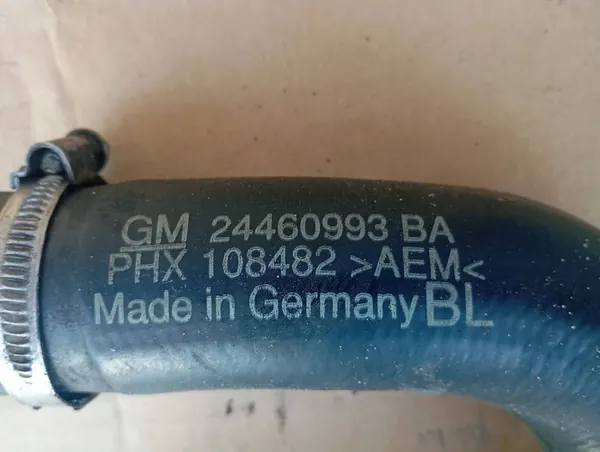 GM 24460993 BA
PHX 108482 >AEM<
Made in Germany BL